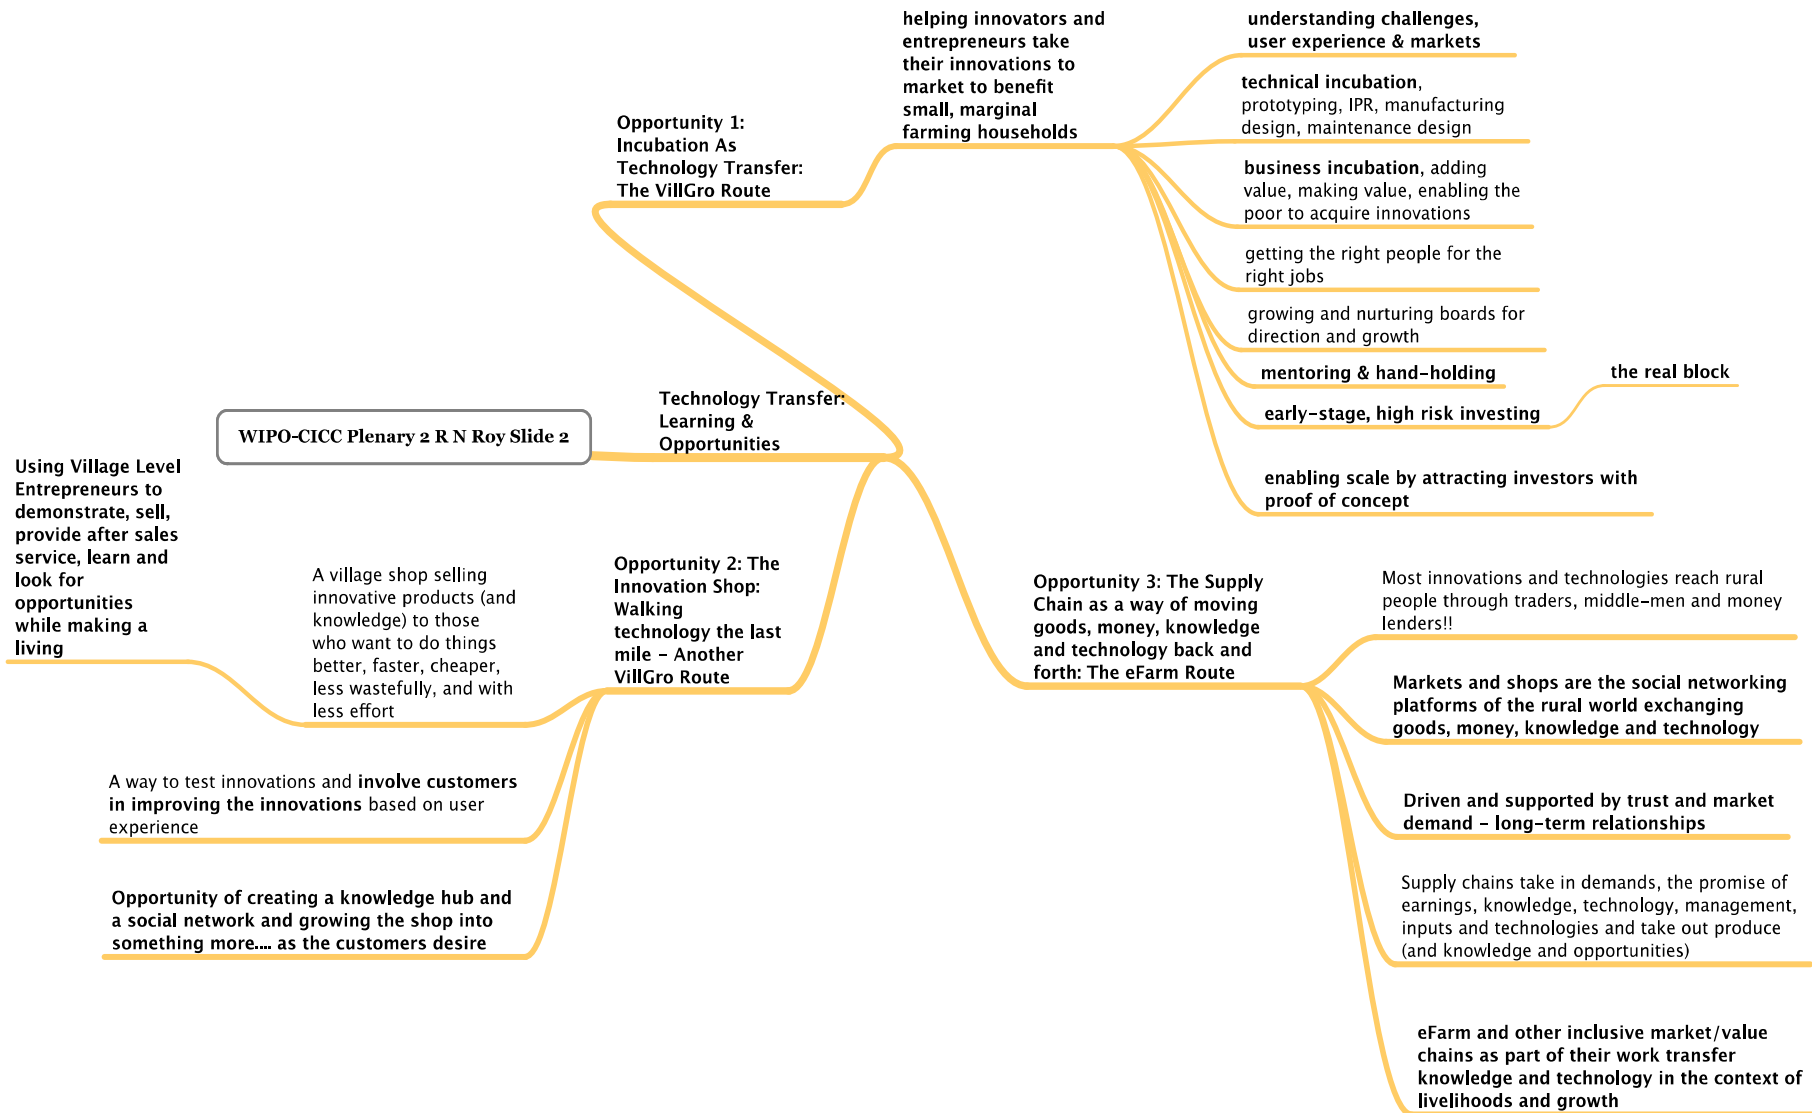 WIPO-CICC Plenary 2 R N Roy Slide 2
Technology Transfer:
Learning &
Opportunities
Opportunity 1:
Incubation As
Technology Transfer:
The VillGro Route
helping innovators and
entrepreneurs take
their innovations to
market to benefit
small, marginal
farming households
understanding challenges,
user experience & markets
technical incubation,
prototyping, IPR, manufacturing
design, maintenance design
business incubation, adding
value, making value, enabling the
poor to acquire innovations
getting the right people for the
right jobs
growing and nurturing boards for
direction and growth
mentoring & hand-holding
early-stage, high risk investing
the real block
enabling scale by attracting investors with
proof of concept
Opportunity 2: The
Innovation Shop:
Walking
technology the last
mile - Another
VillGro Route
A village shop selling
innovative products (and
knowledge) to those
who want to do things
better, faster, cheaper,
less wastefully, and with
less effort
Using Village Level
Entrepreneurs to
demonstrate, sell,
provide after sales
service, learn and
look for
opportunities
while making a
living
A way to test innovations and involve customers
in improving the innovations based on user
experience
Opportunity of creating a knowledge hub and
a social network and growing the shop into
something more.... as the customers desire
Opportunity 3: The Supply
Chain as a way of moving
goods, money, knowledge
and technology back and
forth: The eFarm Route
Most innovations and technologies reach rural
people through traders, middle-men and money
lenders!!
Markets and shops are the social networking
platforms of the rural world exchanging
goods, money, knowledge and technology
Driven and supported by trust and market
demand - long-term relationships
Supply chains take in demands, the promise of
earnings, knowledge, technology, management,
inputs and technologies and take out produce
(and knowledge and opportunities)
eFarm and other inclusive market/value
chains as part of their work transfer
knowledge and technology in the context of
livelihoods and growth